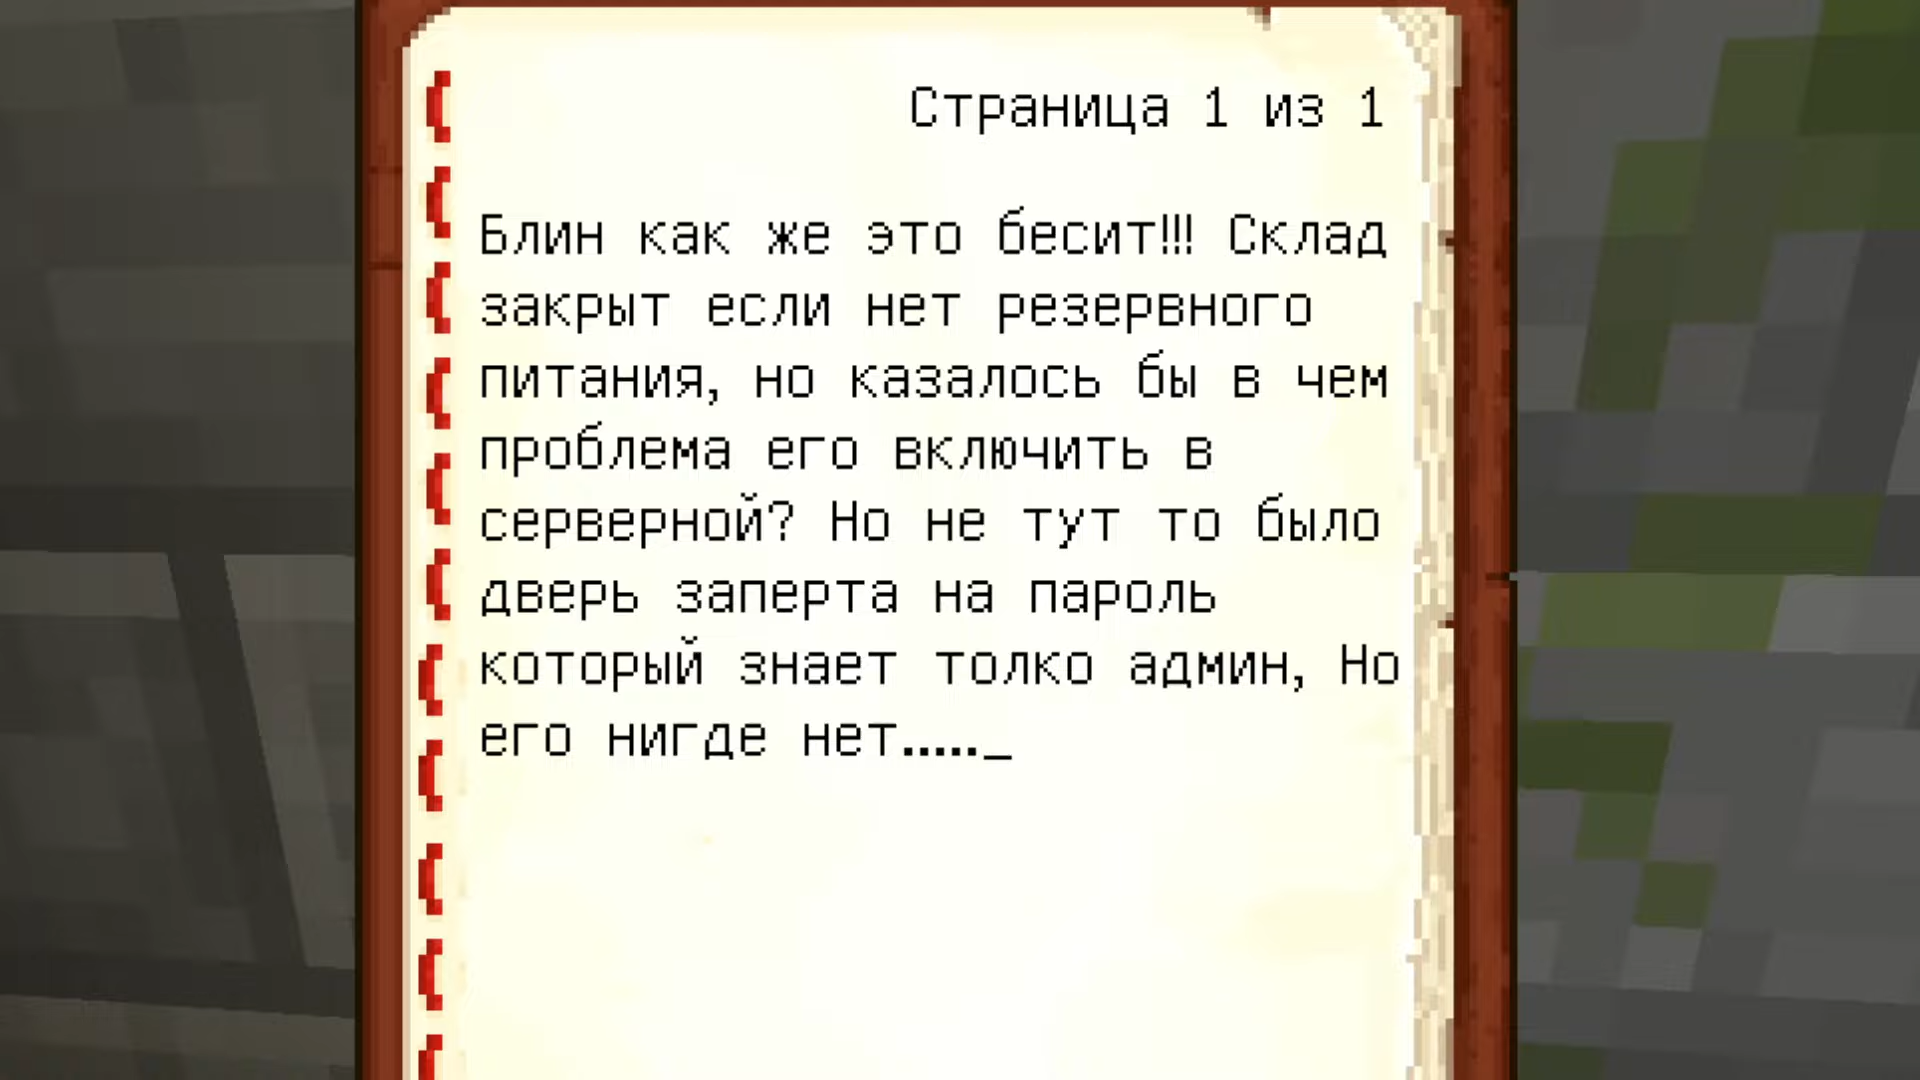 Страница 1 из 1
Блин как же это бесит!!! Склад
закрыт если нет резервного
питания, но казалось бы в чем
проблема его включить в
серверной? Но не тут то было
дверь заперта на пароль
который знает толко админ, Но
его нигде нет....._